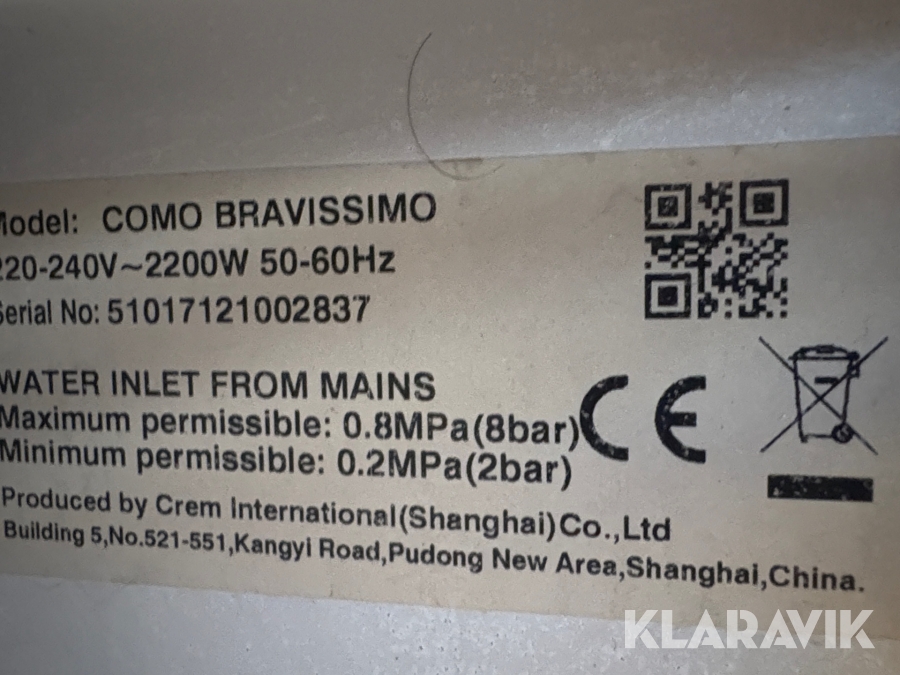 Model: COMO BRAVISSIMO
220-240V~2200W 50-60Hz
Serial No: 51017121002837
WATER INLET FROM MAINS
Maximum permissible: 0.8MPa(8bar)
Minimum permissible: 0.2MPa(2bar)
CE
Produced by Crem International(Shanghai)Co.,Ltd
Building 5,No.521-551,Kangyi Road,Pudong New Area,Shanghai,China.
KLARAVIK